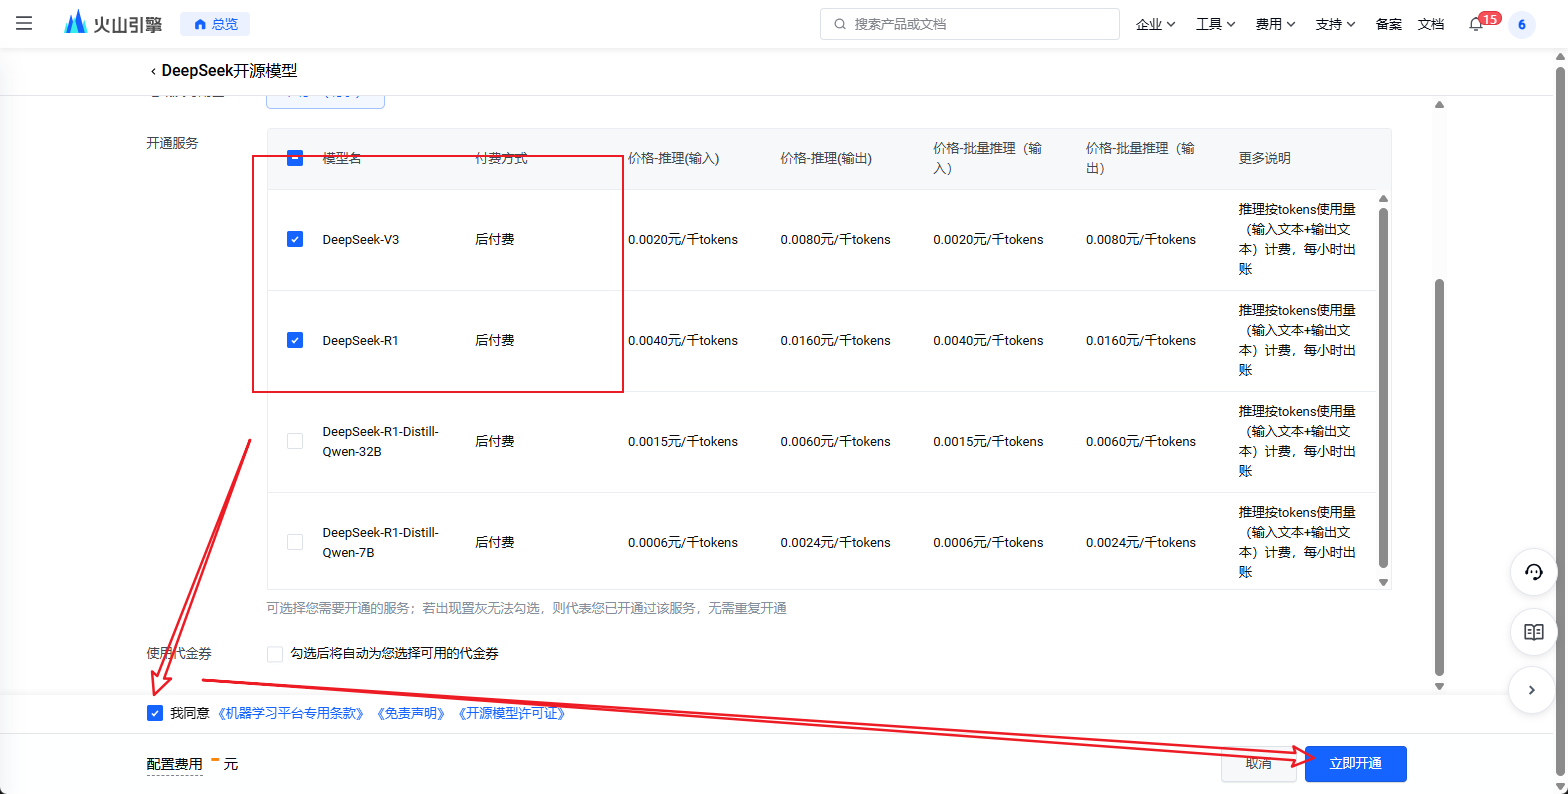 火山引擎
总览
搜索产品或文档
企业
工具
费用
支持
备案
文档
15
6
DeepSeek开源模型
开通服务
模型名
付费方式
价格-推理(输入)
价格-推理(输出)
价格-批量推理（输
入）
价格-批量推理（输
出）
更多说明
DeepSeek-V3
后付费
0.0020元/千tokens
0.0080元/千tokens
0.0020元/千tokens
0.0080元/千tokens
推理按tokens使用量
（输入文本+输出文
本）计费，每小时出
账
DeepSeek-R1
后付费
0.0040元/千tokens
0.0160元/千tokens
0.0040元/千tokens
0.0160元/千tokens
推理按tokens使用量
（输入文本+输出文
本）计费，每小时出
账
DeepSeek-R1-Distill-
Qwen-32B
后付费
0.0015元/千tokens
0.0060元/千tokens
0.0015元/千tokens
0.0060元/千tokens
推理按tokens使用量
（输入文本+输出文
本）计费，每小时出
账
DeepSeek-R1-Distill-
Qwen-7B
后付费
0.0006元/千tokens
0.0024元/千tokens
0.0006元/千tokens
0.0024元/千tokens
推理按tokens使用量
（输入文本+输出文
本）计费，每小时出
账
可选择您需要开通的服务；若出现置灰无法勾选，则代表您已开通过该服务，无需重复开通
使用代金券
勾选后将自动为您选择可用的代金券
我同意 《机器学习平台专用条款》 《免责声明》 《开源模型许可证》
配置费用 - 元
取消
立即开通